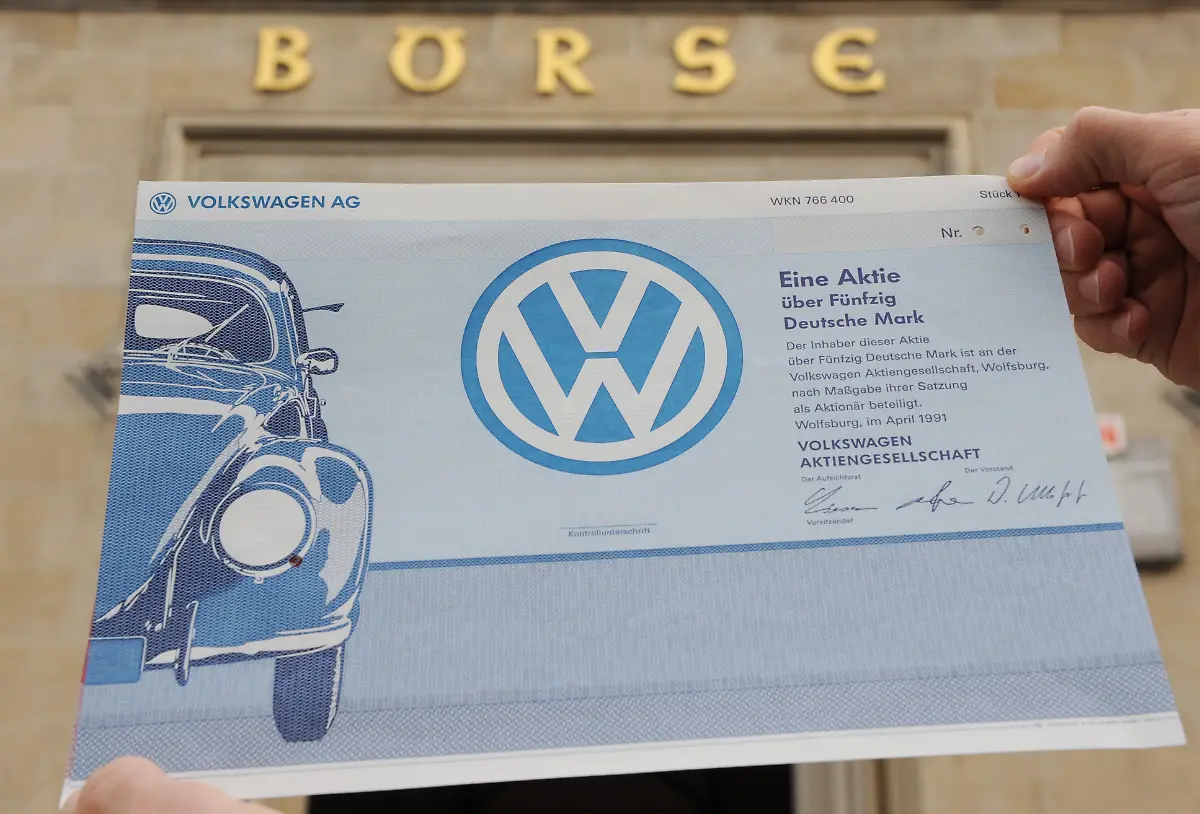 BÖRSE
VOLKSWAGEN AG
WKN 766 400
Stück
Nr.
Eine Aktie
über Fünfzig
Deutsche Mark
Der Inhaber dieser Aktie
über Fünfzig Deutsche Mark ist an der
Volkswagen Aktiengesellschaft, Wolfsburg,
nach Maßgabe ihrer Satzung
als Aktionär beteiligt.
Wolfsburg, im April 1991
VOLKSWAGEN
AKTIENGESELLSCHAFT
Der Aufsichtsrat
Der Vorstand
Vorsitzender
Kontrollunterschrift